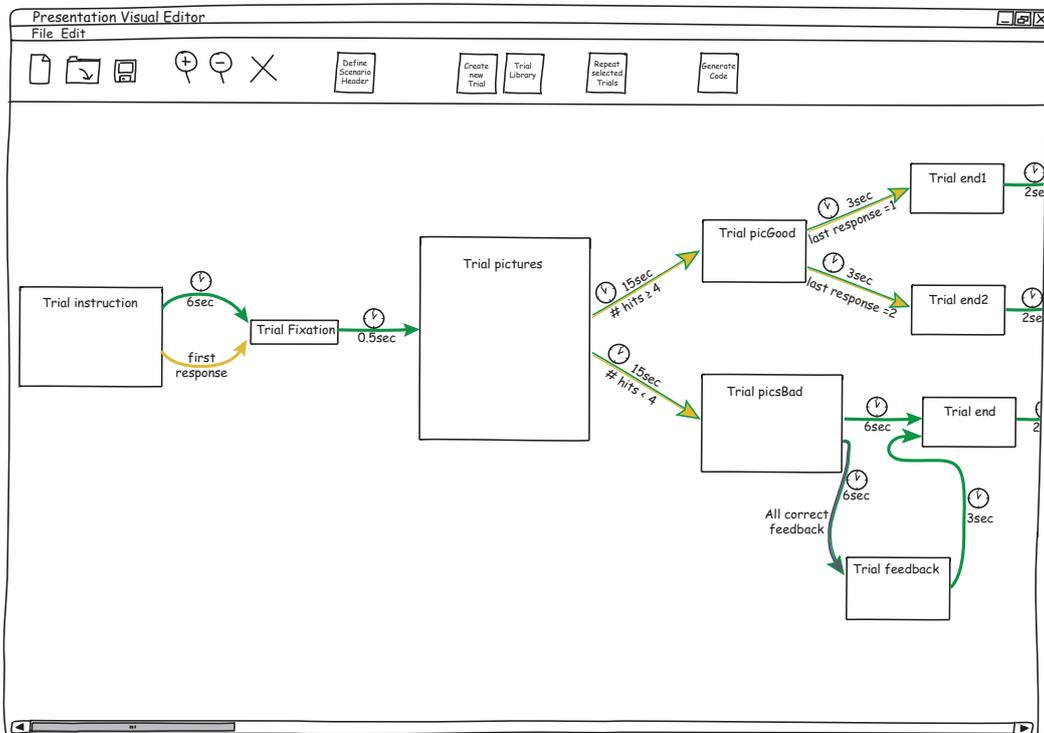 Presentation Visual Editor
File Edit
Define
Scenario
Header
Create
new
Trial
Trial
Library
Repeat
selected
Trials
Generate
Code
Trial instruction
6sec
first
response
Trial Fixation
0.5sec
Trial pictures
15sec
# hits ≥ 4
15sec
# hits < 4
Trial picGood
3sec
last response =1
3sec
last response =2
Trial end1
2se
Trial end2
2se
Trial picsBad
6sec
Trial end
2
6sec
All correct
feedback
3sec
Trial feedback